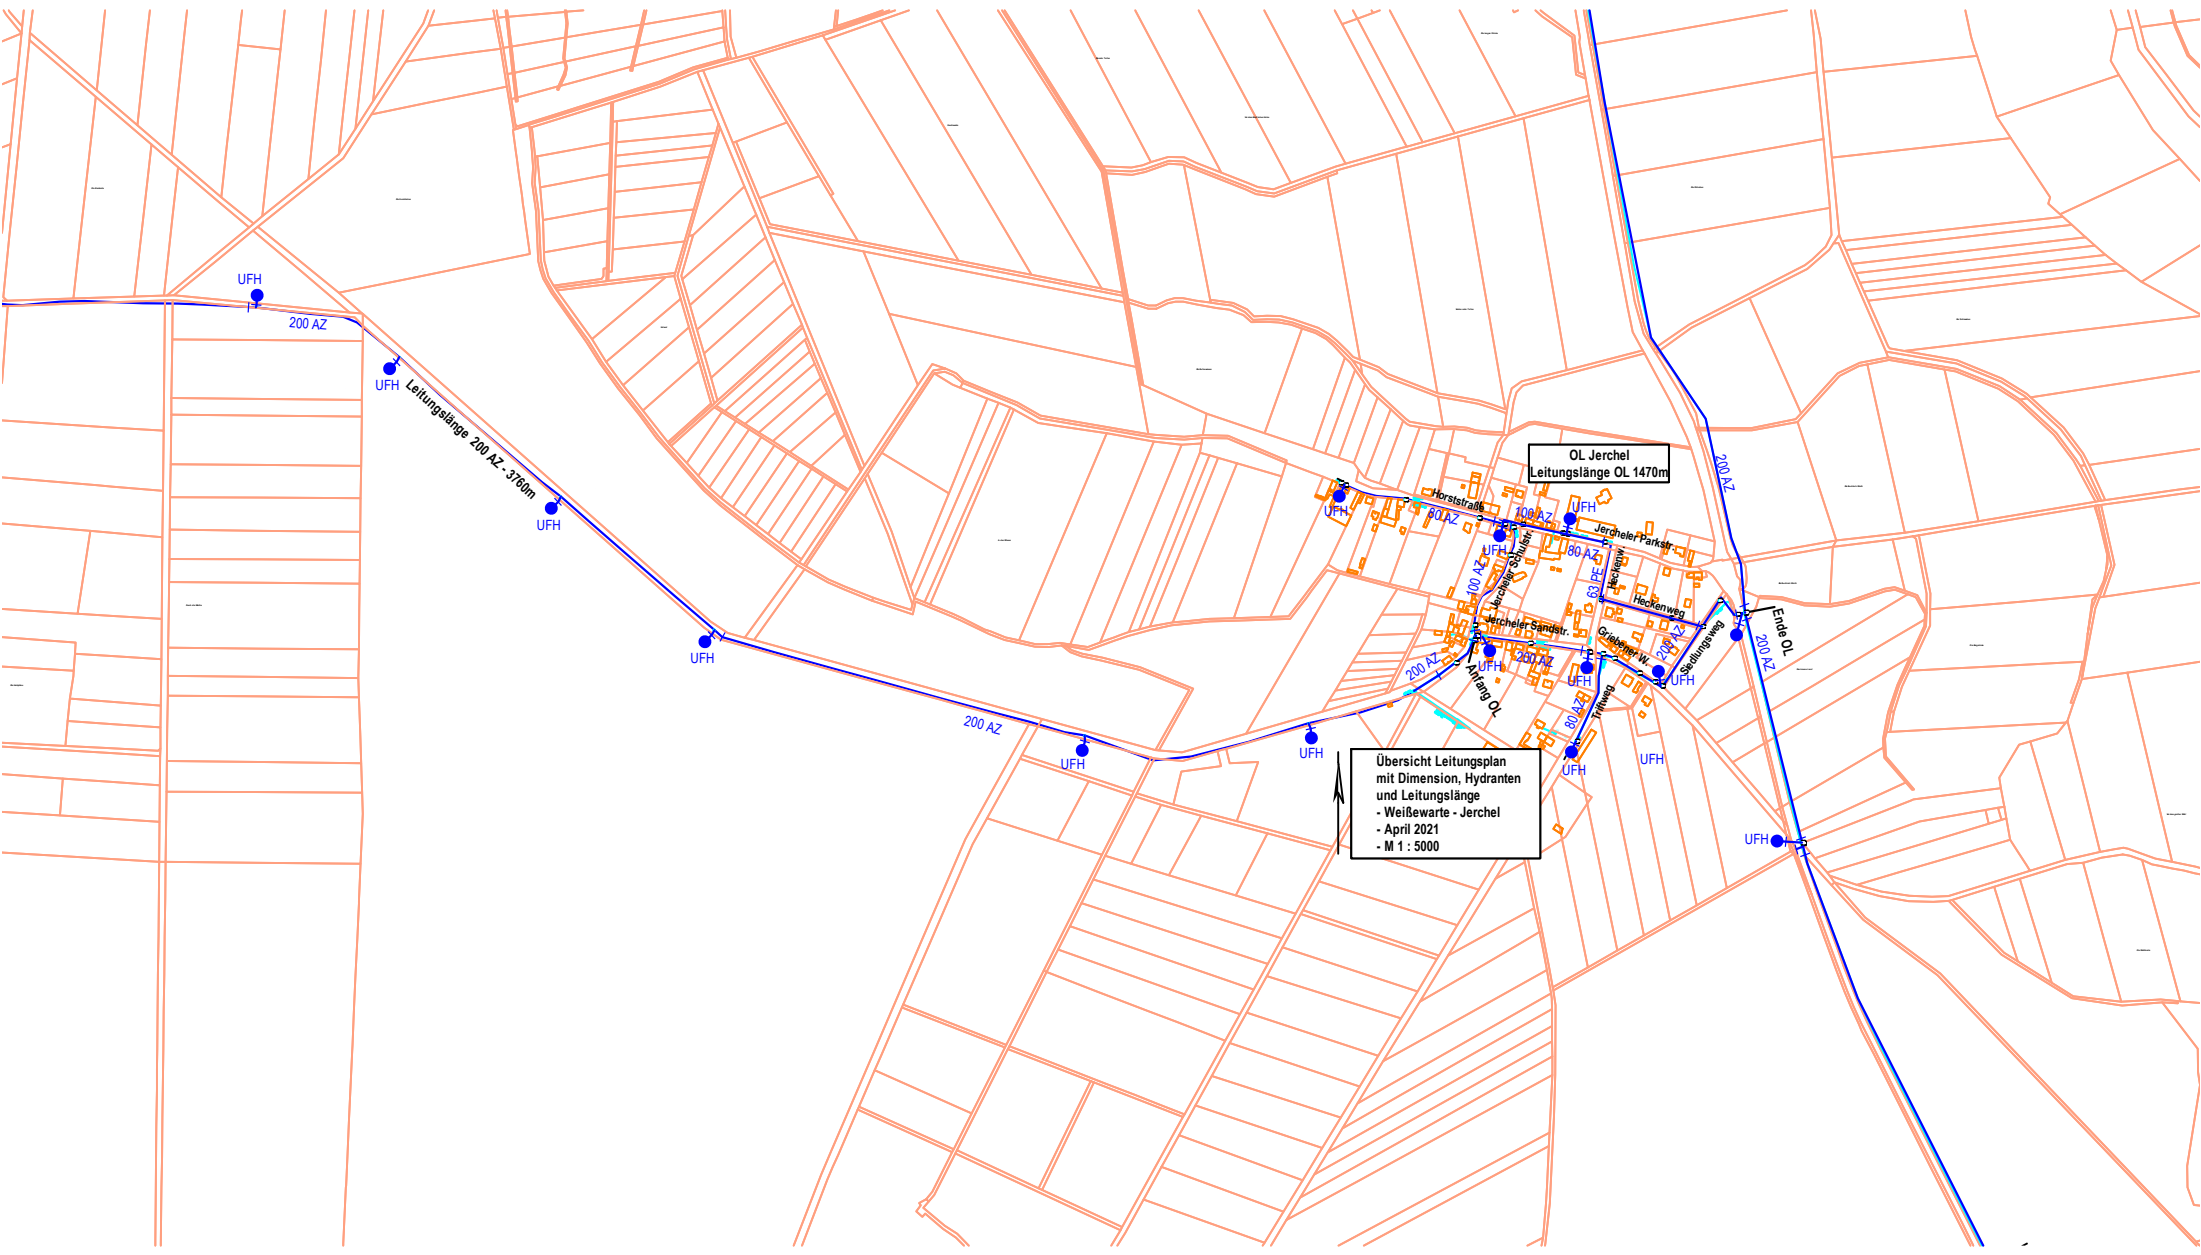 UFH
200 AZ
UFH
Leitungslänge 200 AZ - 3760m
UFH
UFH
200 AZ
UFH
UFH
OL Jerchel
Leitungslänge OL 1470m
200 AZ
UFH
Horststraße
80 AZ
100 AZ
UFH
UFH
Jercheler Parkstr.
80 AZ
Heckenw.
63 PE
Jercheler Schulstr.
100 AZ
Heckenweg
Jercheler Sandstr.
Griebener W.
200 AZ
Siedlungsweg
Ende OL
200 AZ
200 AZ
UFH
200 AZ
UFH
UFH
Anfang OL
80 AZ
Triftweg
UFH
UFH
UFH
Übersicht Leitungsplan
mit Dimension, Hydranten
und Leitungslänge
- Weißewarte - Jerchel
- April 2021
- M 1 : 5000